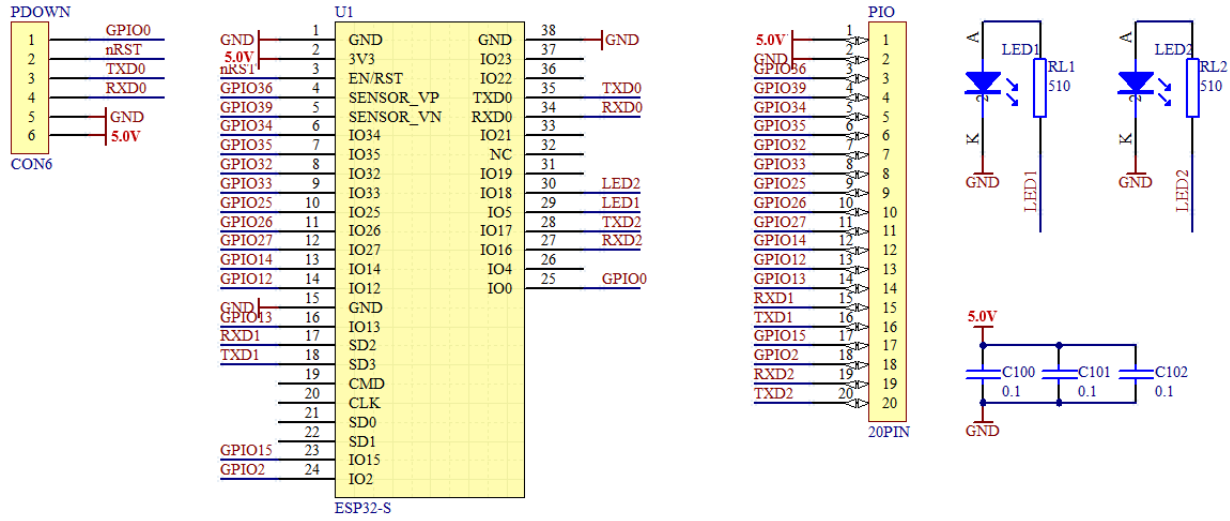 PDOWN
1 GPIO0
2 nRST
3 TXD0
4 RXD0
5 GND
6 5.0V
CON6
U1
GND 1 GND
5.0V 2 3V3
nRST 3 EN/RST
GPIO36 4 SENSOR_VP
GPIO39 5 SENSOR_VN
GPIO34 6 IO34
GPIO35 7 IO35
GPIO32 8 IO32
GPIO33 9 IO33
GPIO25 10 IO25
GPIO26 11 IO26
GPIO27 12 IO27
GPIO14 13 IO14
GPIO12 14 IO12
GND 15 GND
GPIO13 16 IO13
RXD1 17 SD2
TXD1 18 SD3
19 CMD
20 CLK
21 SD0
22 SD1
GPIO15 23 IO15
GPIO2 24 IO2
GND 38 GND
IO23 37
IO22 36
TXD0 35 TXD0
RXD0 34 RXD0
IO21 33
NC 32
IO19 31
IO18 30 LED2
IO5 29 LED1
IO17 28 TXD2
IO16 27 RXD2
IO4 26
IO0 25 GPIO0
ESP32-S
PIO
5.0V 1 1
GND 2 2
GPIO36 3 3
GPIO39 4 4
GPIO34 5 5
GPIO35 6 6
GPIO32 7 7
GPIO33 8 8
GPIO25 9 9
GPIO26 10 10
GPIO27 11 11
GPIO14 12 12
GPIO12 13 13
GPIO13 14 14
RXD1 15 15
TXD1 16 16
GPIO15 17 17
GPIO2 18 18
RXD2 19 19
TXD2 20 20
20PIN
A
LED1
RL1
510
2
K
GND
LED1
A
LED2
RL2
510
2
K
GND
LED2
5.0V
C100
0.1
C101
0.1
C102
0.1
GND